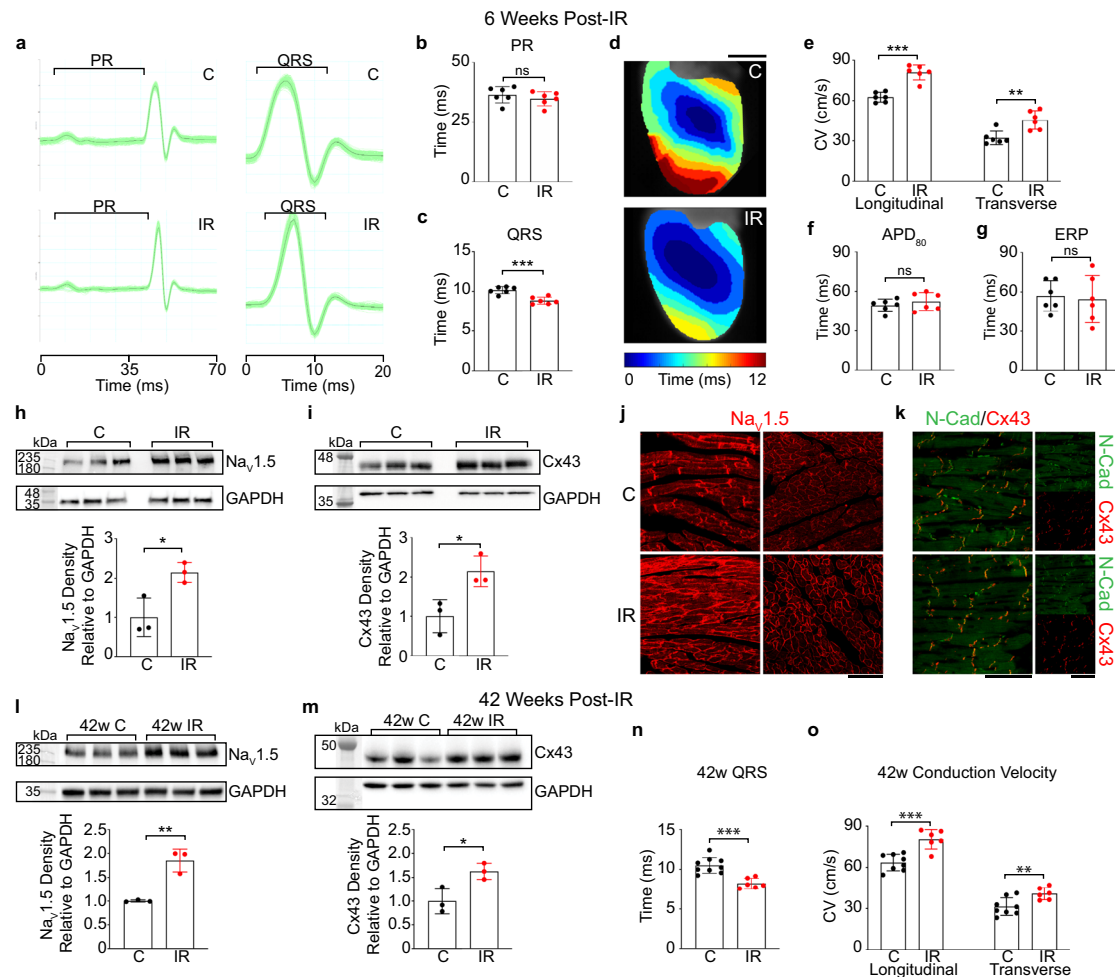 6 Weeks Post-IR
a
PR
C
QRS
C
PR
IR
QRS
IR
0
35
70
Time (ms)
0
10
20
Time (ms)
b
PR
ns
50
25
0
Time (ms)
C
IR
c
QRS
***
15
10
5
0
Time (ms)
C
IR
d
C
IR
0
Time (ms)
12
e
***
**
90
60
30
0
CV (cm/s)
C
IR
C
IR
Longitudinal
Transverse
f
APD80
ns
90
60
30
0
Time (ms)
C
IR
g
ERP
ns
90
60
30
0
Time (ms)
C
IR
h
kDa
C
IR
235
180
NaV1.5
48
35
GAPDH
*
3
2
1
0
NaV1.5 Density
Relative to GAPDH
C
IR
i
kDa
C
IR
48
Cx43
35
GAPDH
*
3
2
1
0
Cx43 Density
Relative to GAPDH
C
IR
j
NaV1.5
C
IR
k
N-Cad/Cx43
N-Cad
Cx43
N-Cad
Cx43
42 Weeks Post-IR
l
kDa
42w C
42w IR
235
180
NaV1.5
35
GAPDH
**
2.5
2.0
1.5
1.0
0.5
0
NaV1.5 Density
Relative to GAPDH
C
IR
m
kDa
42w C
42w IR
50
Cx43
32
GAPDH
*
2.5
2.0
1.5
1.0
0.5
0
Cx43 Density
Relative to GAPDH
C
IR
n
42w QRS
***
15
10
5
0
Time (ms)
C
IR
o
42w Conduction Velocity
***
**
90
60
30
0
CV (cm/s)
C
IR
C
IR
Longitudinal
Transverse